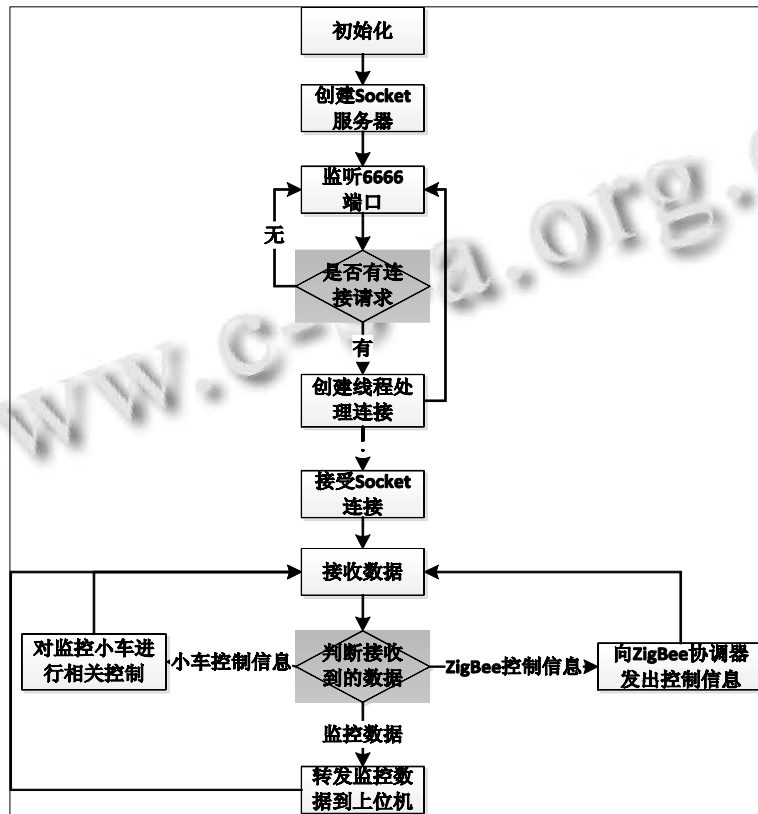 初始化
创建Socket
服务器
监听6666
端口
无
是否有连
接请求
有
创建线程处
理连接
接受Socket
连接
接收数据
对监控小车进
行相关控制
小车控制信息
判断接收
到的数据
ZigBee控制信息
向ZigBee协调器
发出控制信息
监控数据
转发监控数
据到上位机